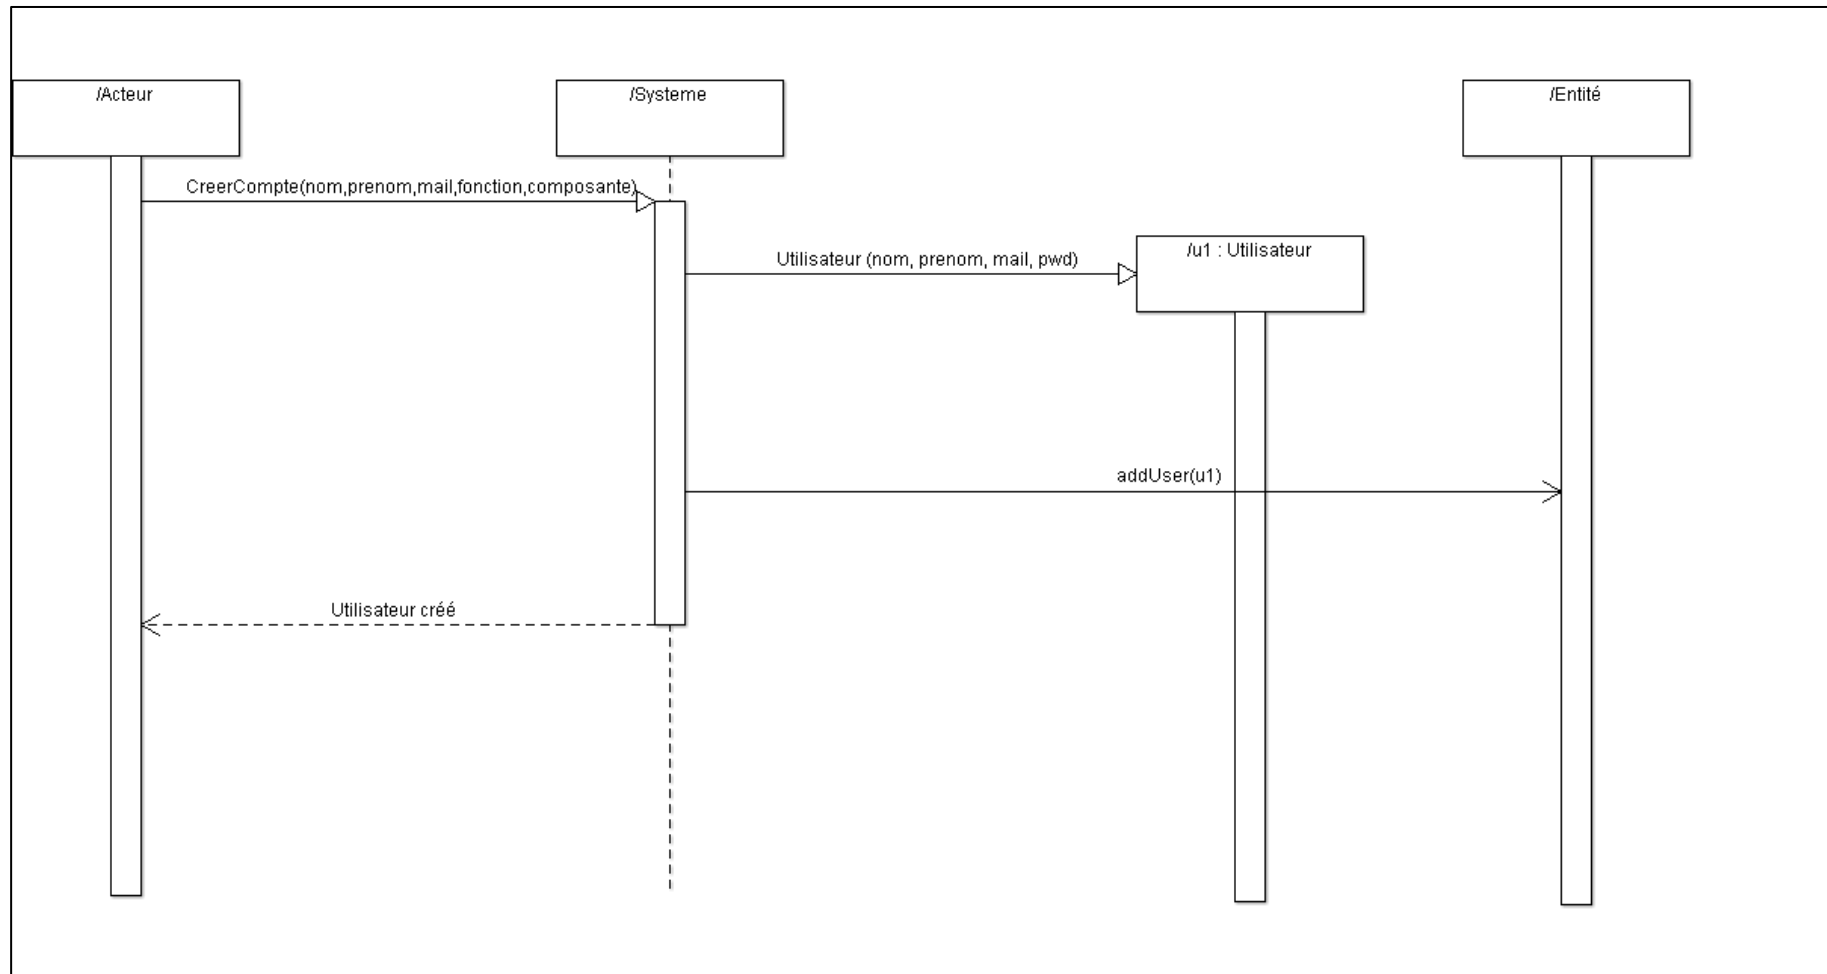 /Acteur
/Systeme
/Entité
CreerCompte(nom,prenom,mail,fonction,composante)
/u1 : Utilisateur
Utilisateur (nom, prenom, mail, pwd)
addUser(u1)
Utilisateur créé